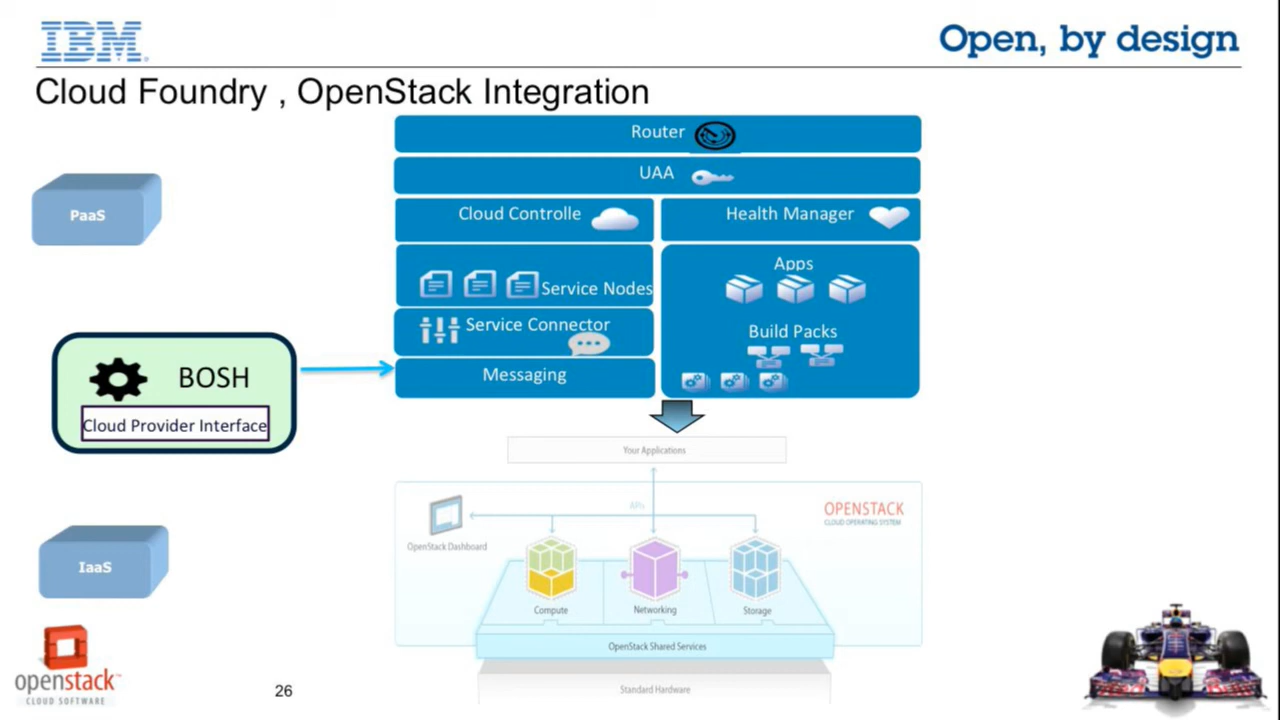 IBM
Open, by design
Cloud Foundry , OpenStack Integration
Router
UAA
PaaS
Cloud Controlle
Health Manager
Apps
Service Nodes
Service Connector
Build Packs
Messaging
BOSH
Cloud Provider Interface
Your Applications
APIs
OPENSTACK
CLOUD OPERATING SYSTEM
OpenStack Dashboard
IaaS
Compute
Networking
Storage
OpenStack Shared Services
openstack™
CLOUD SOFTWARE
26
Standard Hardware